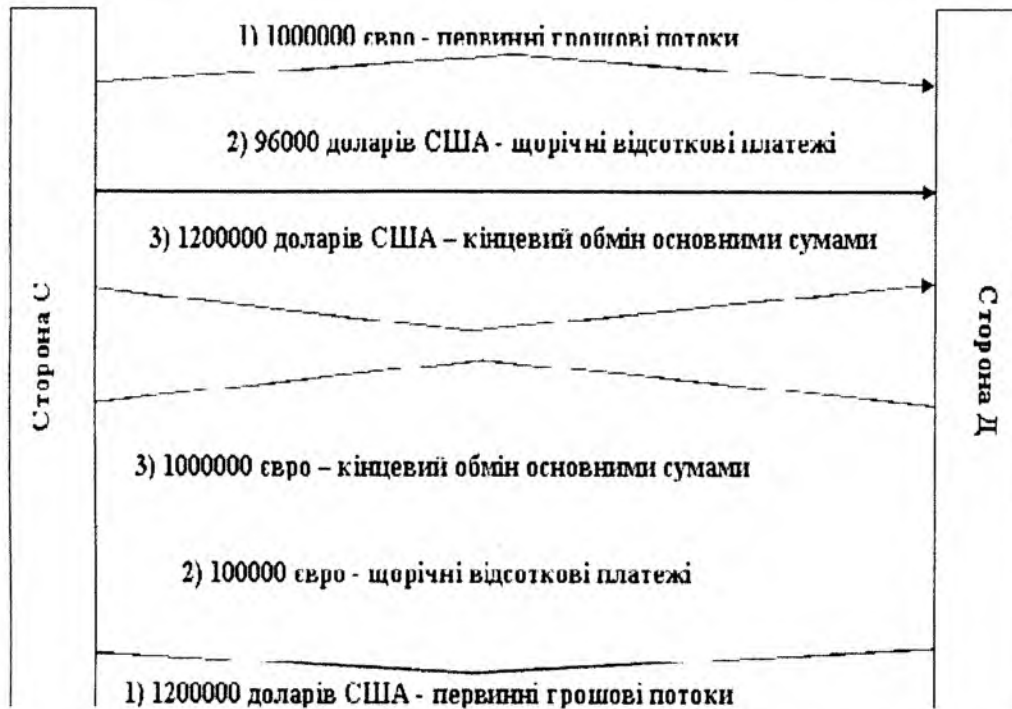 1) 1000000 євро - первинні грошові потоки
2) 96000 доларів США - щорічні відсоткові платежі
3) 1200000 доларів США – кінцевий обмін основними сумами
Сторона С
Сторона Д
3) 1000000 євро – кінцевий обмін основними сумами
2) 100000 євро - щорічні відсоткові платежі
1) 1200000 доларів США - первинні грошові потоки